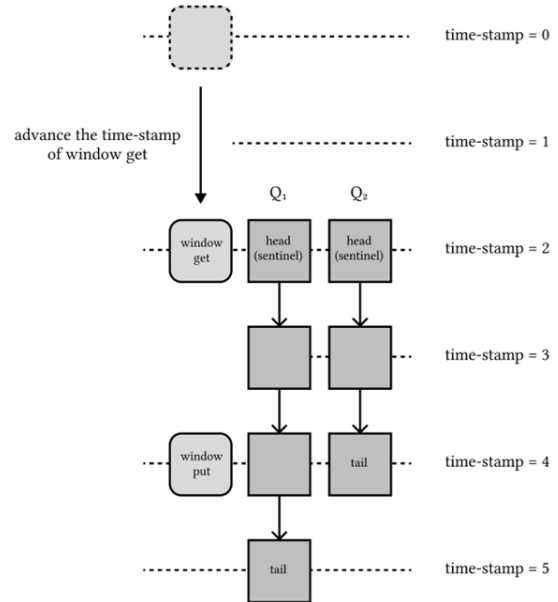 time-stamp = 0
advance the time-stamp
of window get
time-stamp = 1
Q₁
Q₂
window
get
head
(sentinel)
head
(sentinel)
time-stamp = 2
time-stamp = 3
window
put
tail
time-stamp = 4
tail
time-stamp = 5